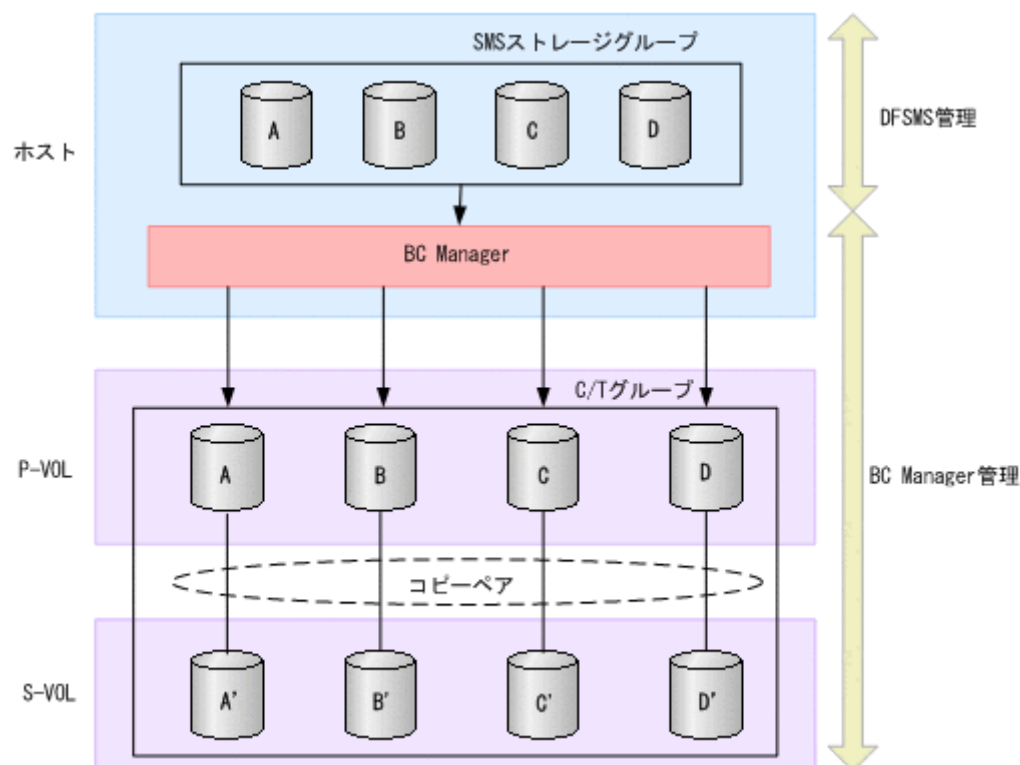 SMSストレージグループ
A
B
C
D
DFSMS管理
ホスト
BC Manager
C/Tグループ
P-VOL
A
B
C
D
BC Manager管理
コピーペア
S-VOL
A'
B'
C'
D'